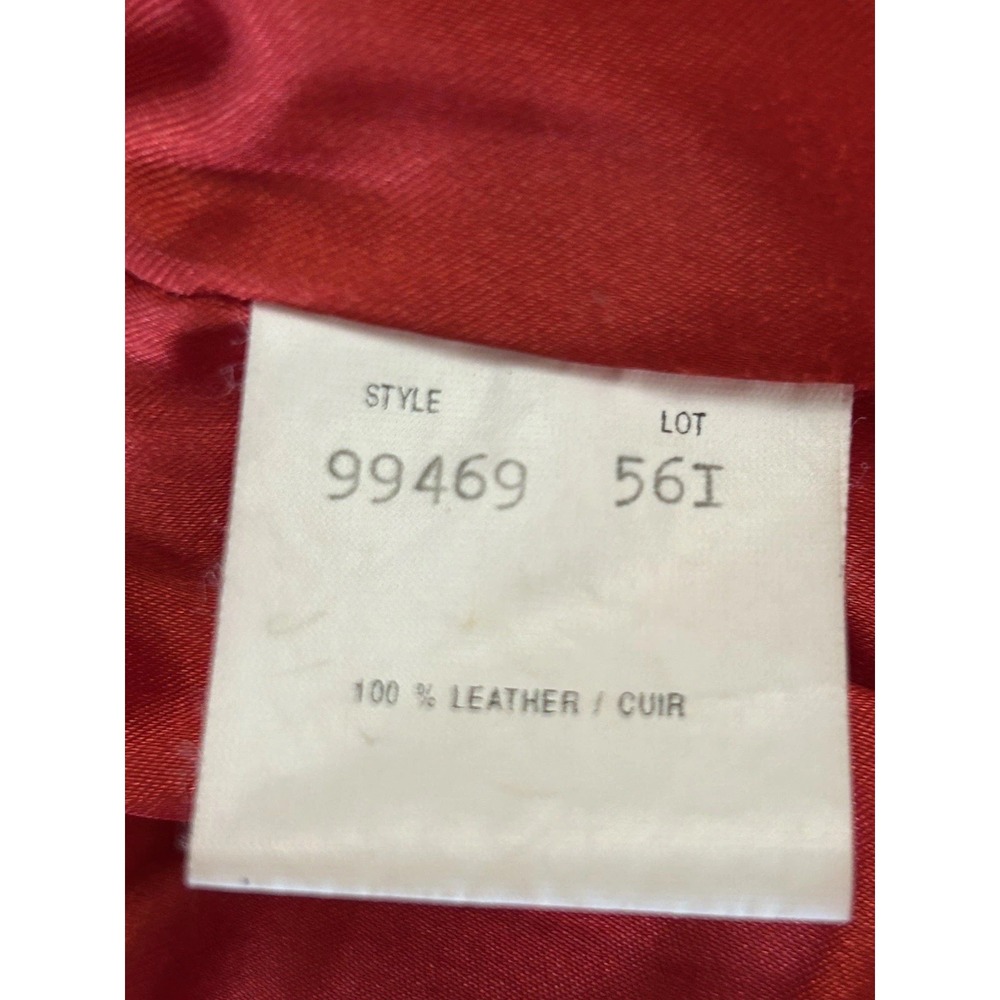 STYLE LOT
99469 56I
100 % LEATHER / CUIR